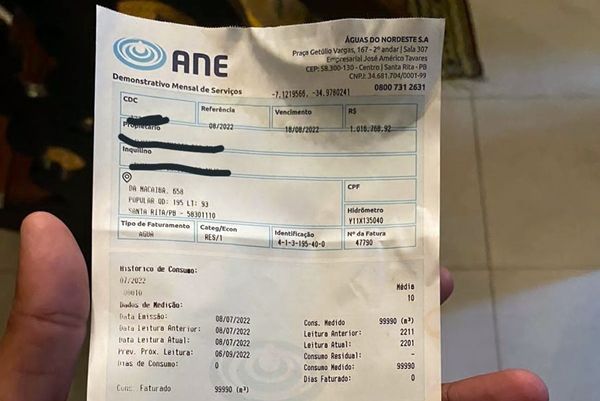 ANE
ÁGUAS DO NORDESTE S.A
Praça Getúlio Vargas, 167 - 2º andar | Sala 307
Empresarial José Américo Tavares
CEP: 58.300-130 - Centro | Santa Rita - PB
CNPJ: 34.681.704/0001-99
0800 731 2631
Demonstrativo Mensal de Serviços
-7.1219566, -34.9780241
CDC
Referência
08/2022
Vencimento
18/08/2022
R$
1.016.768,92
Proprietário
Inquilino
DA MACAIBA, 658
POPULAR QD: 195 LT: 93
SANTA RITA/PB - 58301110
CPF
Hidrômetro
Y11X135040
Tipo de Faturamento
AGUA
Categ/Econ
RES/1
Identificação
4-1-3-195-40-0
Nº da Fatura
47790
Historico de Consumo:
07/2022
00010
Média
10
Dados de Medição:
Data Emissão: 08/07/2022
Data Leitura Anterior: 08/07/2022
Data Leitura Atual: 08/07/2022
Prev. Próx. Leitura: 06/09/2022
Dias de Consumo: 0
Cons. Faturado 99990 (m³)
Cons. Medido 99990 (m³)
Leitura Anterior: 2211
Leitura Atual: 2201
Consumo Residual: -
Consumo Medido 99990
Dias Faturado: 0